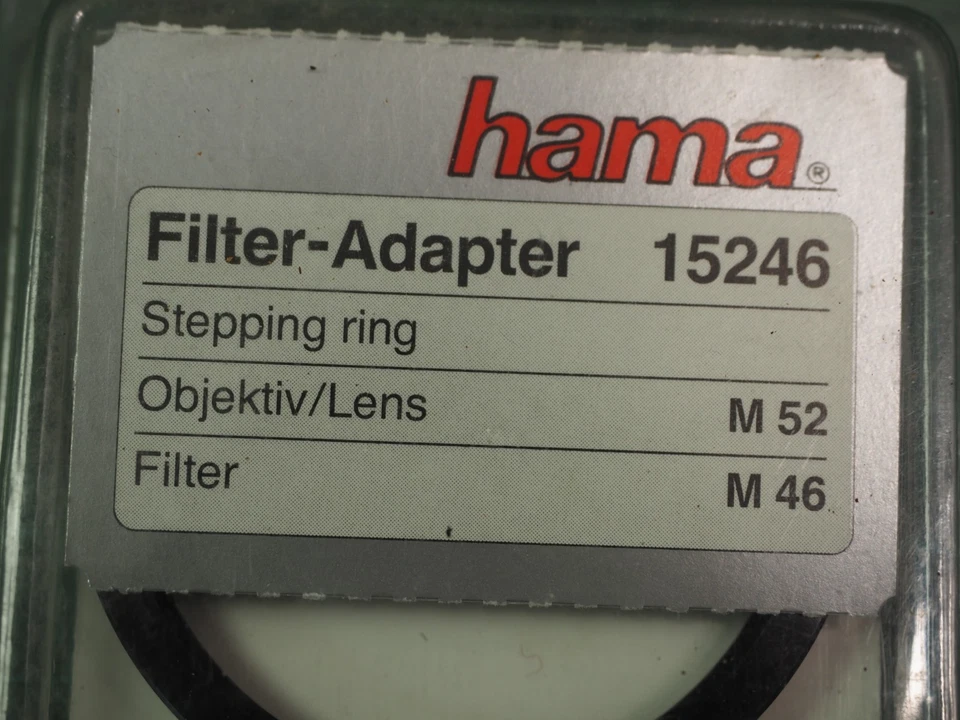 hama®
Filter-Adapter 15246
Stepping ring
Objektiv/Lens M 52
Filter M 46